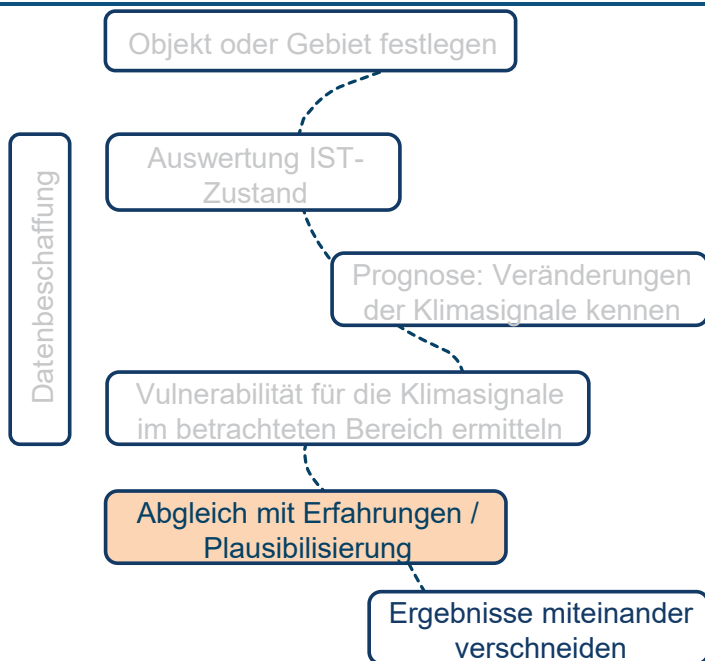 Objekt oder Gebiet festlegen
Auswertung IST-
Zustand
Datenbeschaffung
Prognose: Veränderungen
der Klimasignale kennen
Vulnerabilität für die Klimasignale
im betrachteten Bereich ermitteln
Abgleich mit Erfahrungen /
Plausibilisierung
Ergebnisse miteinander
verschneiden